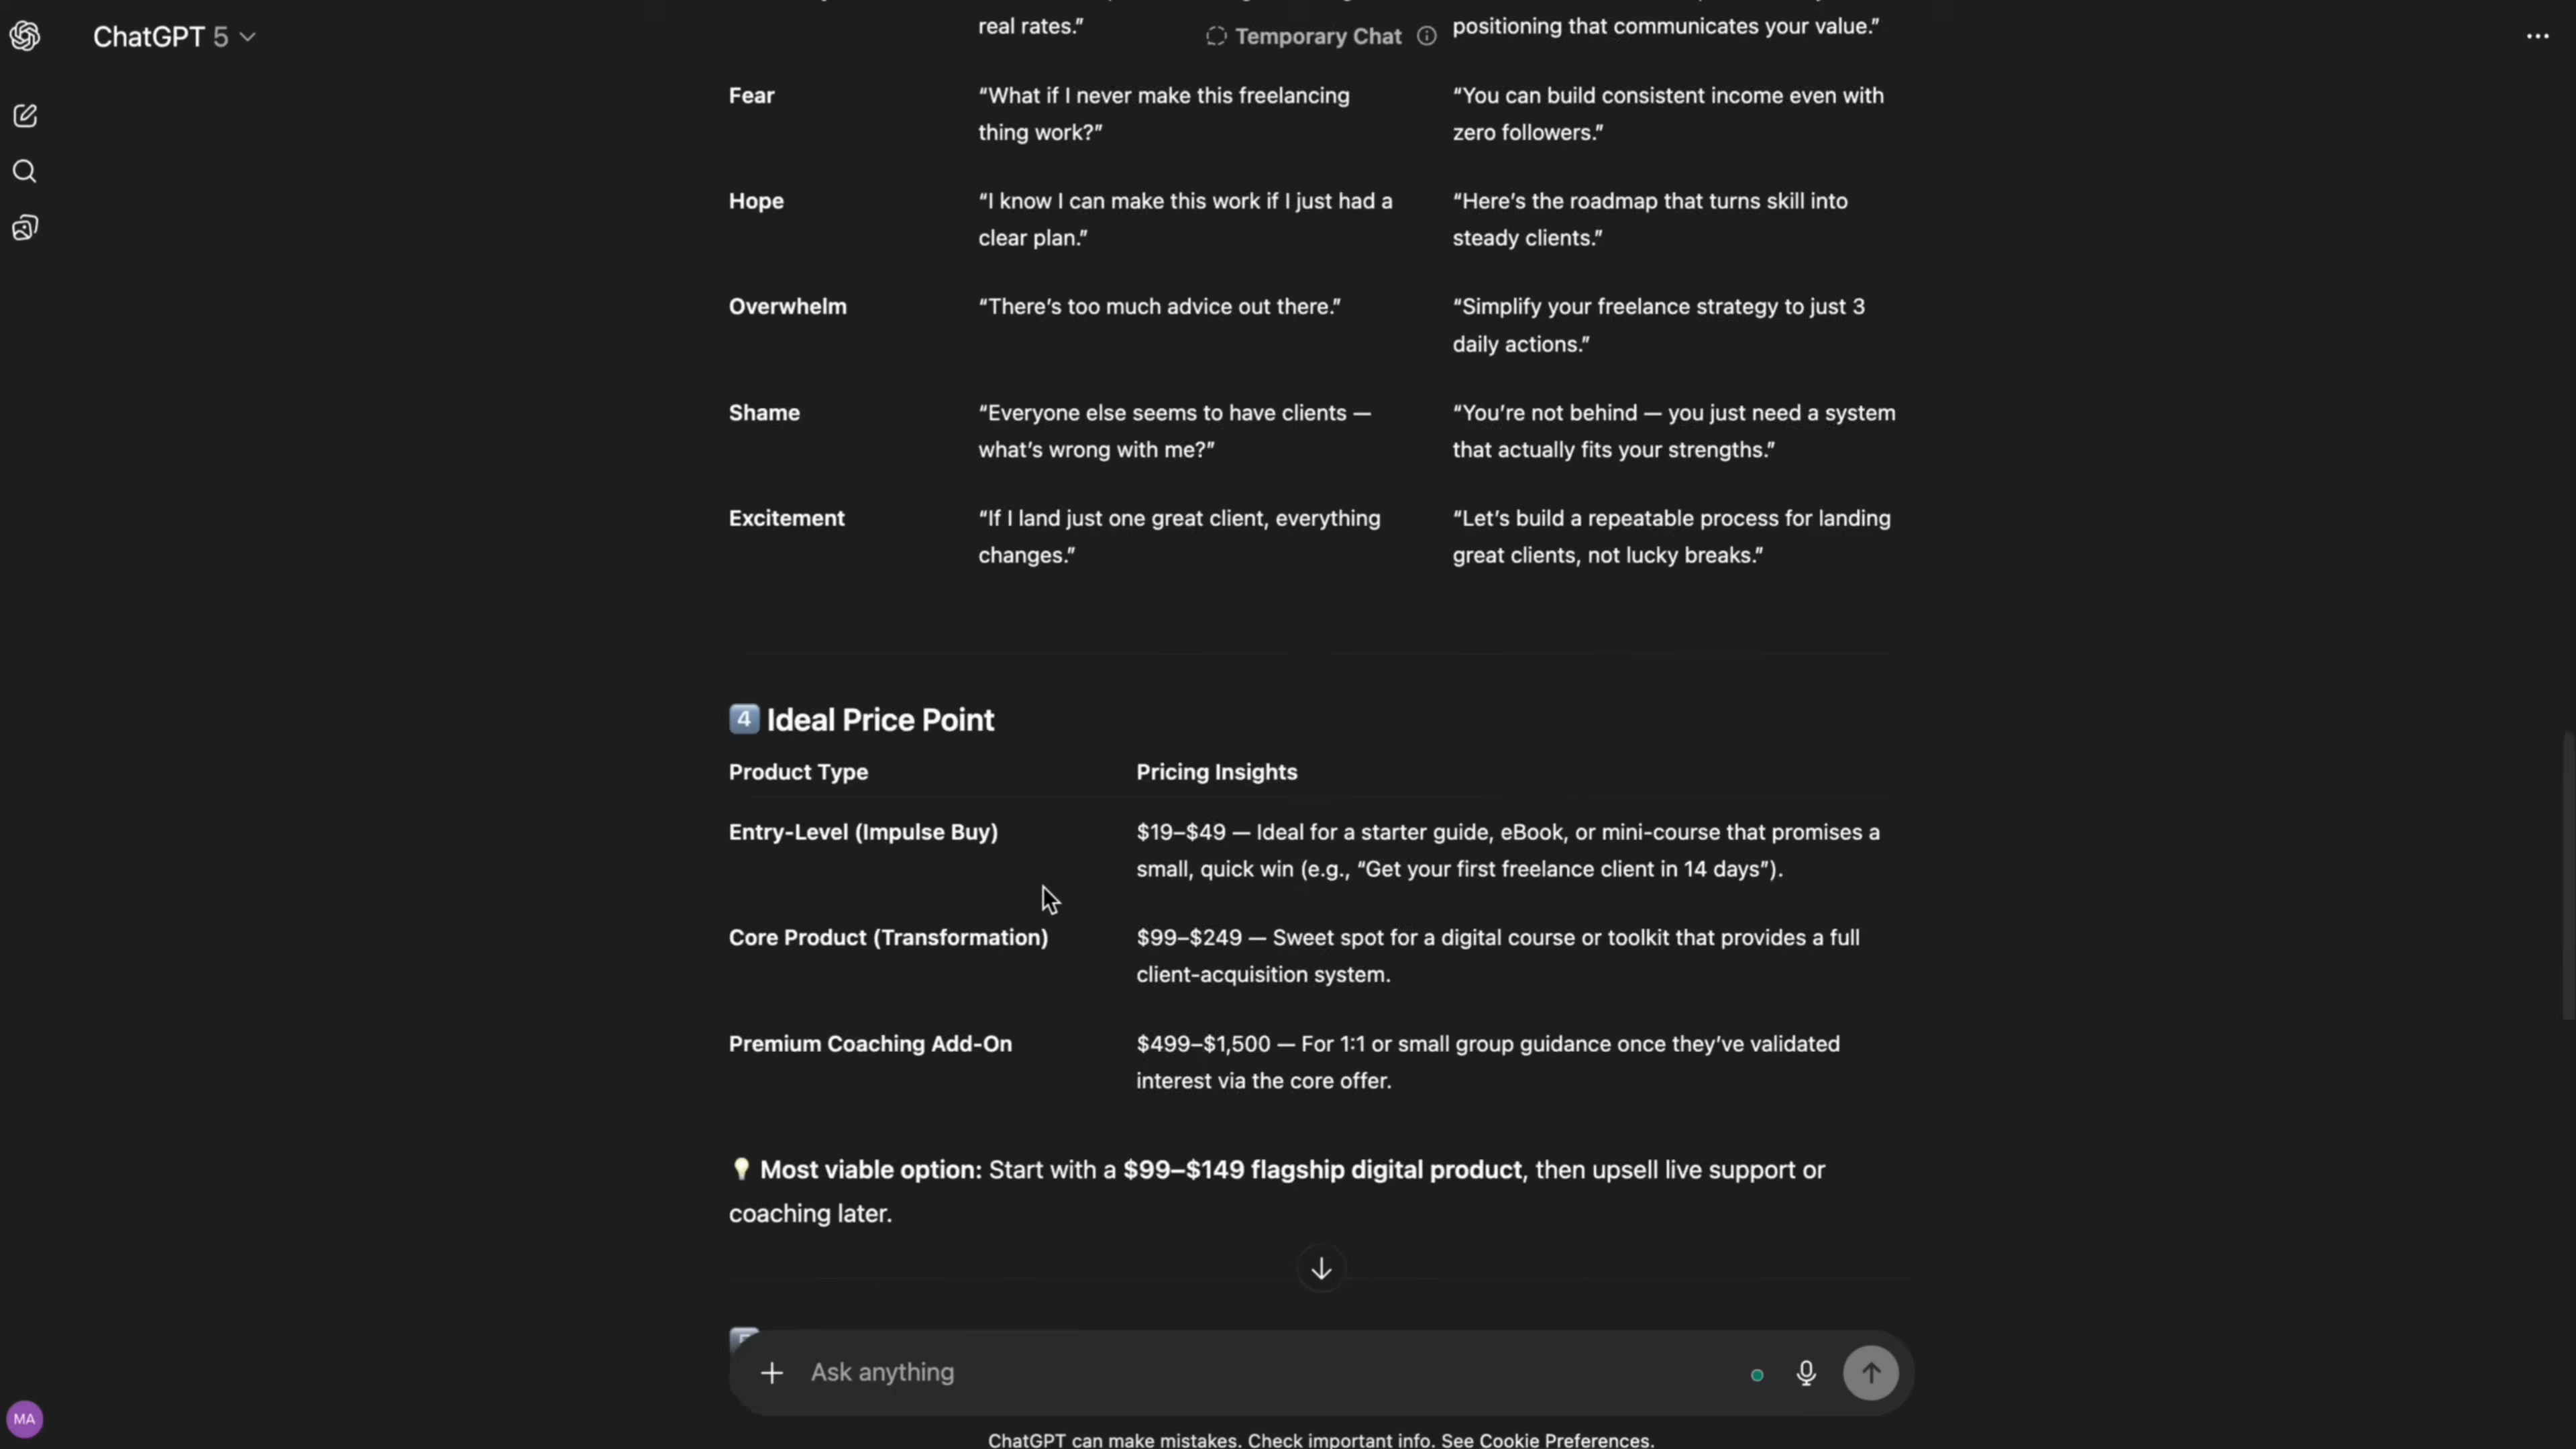 ChatGPT 5
real rates.”
Temporary Chat
positioning that communicates your value.”
Fear
“What if I never make this freelancing
thing work?”
“You can build consistent income even with
zero followers.”
Hope
“I know I can make this work if I just had a
clear plan.”
“Here’s the roadmap that turns skill into
steady clients.”
Overwhelm
“There’s too much advice out there.”
“Simplify your freelance strategy to just 3
daily actions.”
Shame
“Everyone else seems to have clients —
what’s wrong with me?”
“You’re not behind — you just need a system
that actually fits your strengths.”
Excitement
“If I land just one great client, everything
changes.”
“Let’s build a repeatable process for landing
great clients, not lucky breaks.”
4 Ideal Price Point
Product Type
Pricing Insights
Entry-Level (Impulse Buy)
$19–$49 — Ideal for a starter guide, eBook, or mini-course that promises a
small, quick win (e.g., “Get your first freelance client in 14 days”).
Core Product (Transformation)
$99–$249 — Sweet spot for a digital course or toolkit that provides a full
client-acquisition system.
Premium Coaching Add-On
$499–$1,500 — For 1:1 or small group guidance once they’ve validated
interest via the core offer.
Most viable option: Start with a $99–$149 flagship digital product, then upsell live support or
coaching later.
Ask anything
MA
ChatGPT can make mistakes. Check important info. See Cookie Preferences.